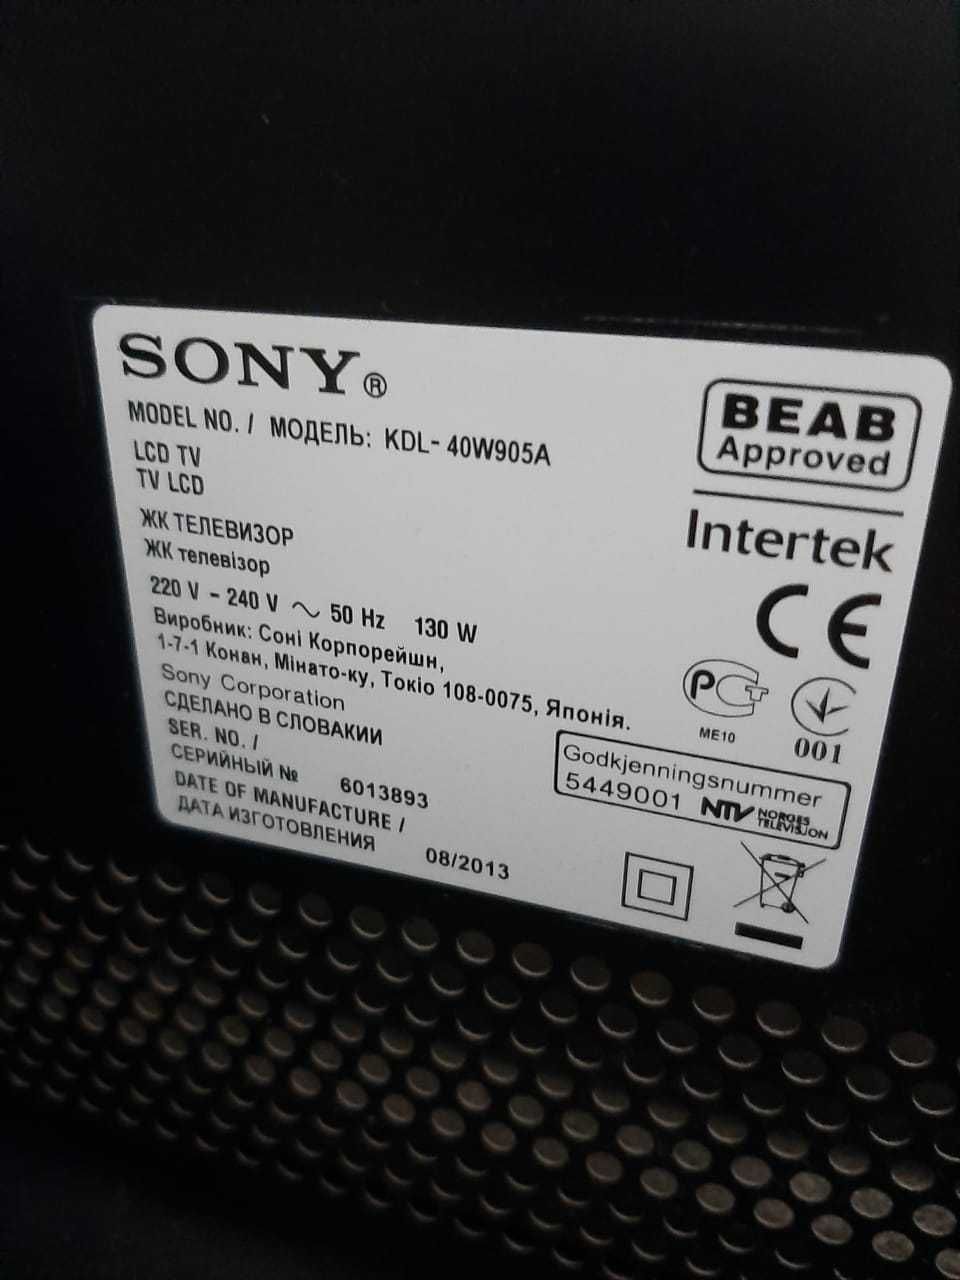 SONY®
MODEL NO. / МОДЕЛЬ: KDL- 40W905A
LCD TV
TV LCD
ЖК ТЕЛЕВИЗОР
ЖК телевізор
220 V - 240 V ~ 50 Hz 130 W
Виробник: Соні Корпорейшн,
1-7-1 Конан, Мінато-ку, Токіо 108-0075, Японія.
Sony Corporation
СДЕЛАНО В СЛОВАКИИ
SER. NO. /
СЕРИЙНЫЙ № 6013893
DATE OF MANUFACTURE /
ДАТА ИЗГОТОВЛЕНИЯ 08/2013
BEAB
Approved
Intertek
CE
РСТ
ME10
001
Godkjenningsnummer
5449001 NTV NORGES
TELEVISJON